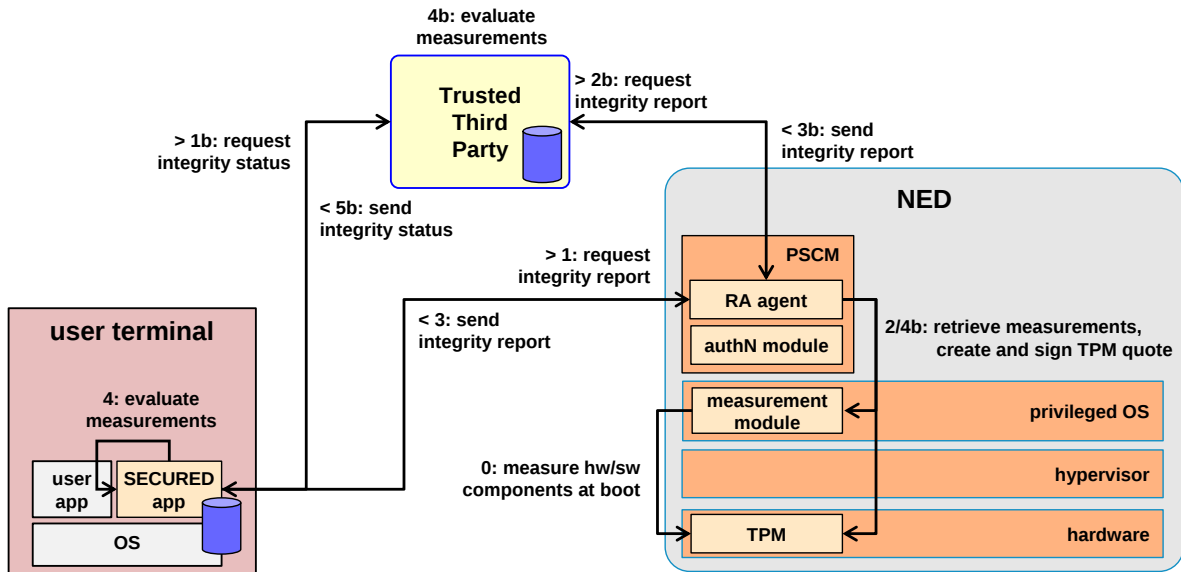 4b: evaluate
measurements
Trusted
Third
Party
> 2b: request
integrity report
> 1b: request
integrity status
< 3b: send
integrity report
< 5b: send
integrity status
NED
> 1: request
integrity report
PSCM
RA agent
authN module
< 3: send
integrity report
2/4b: retrieve measurements,
create and sign TPM quote
user terminal
4: evaluate
measurements
user
app
SECURED
app
OS
measurement
module
privileged OS
0: measure hw/sw
components at boot
hypervisor
TPM
hardware